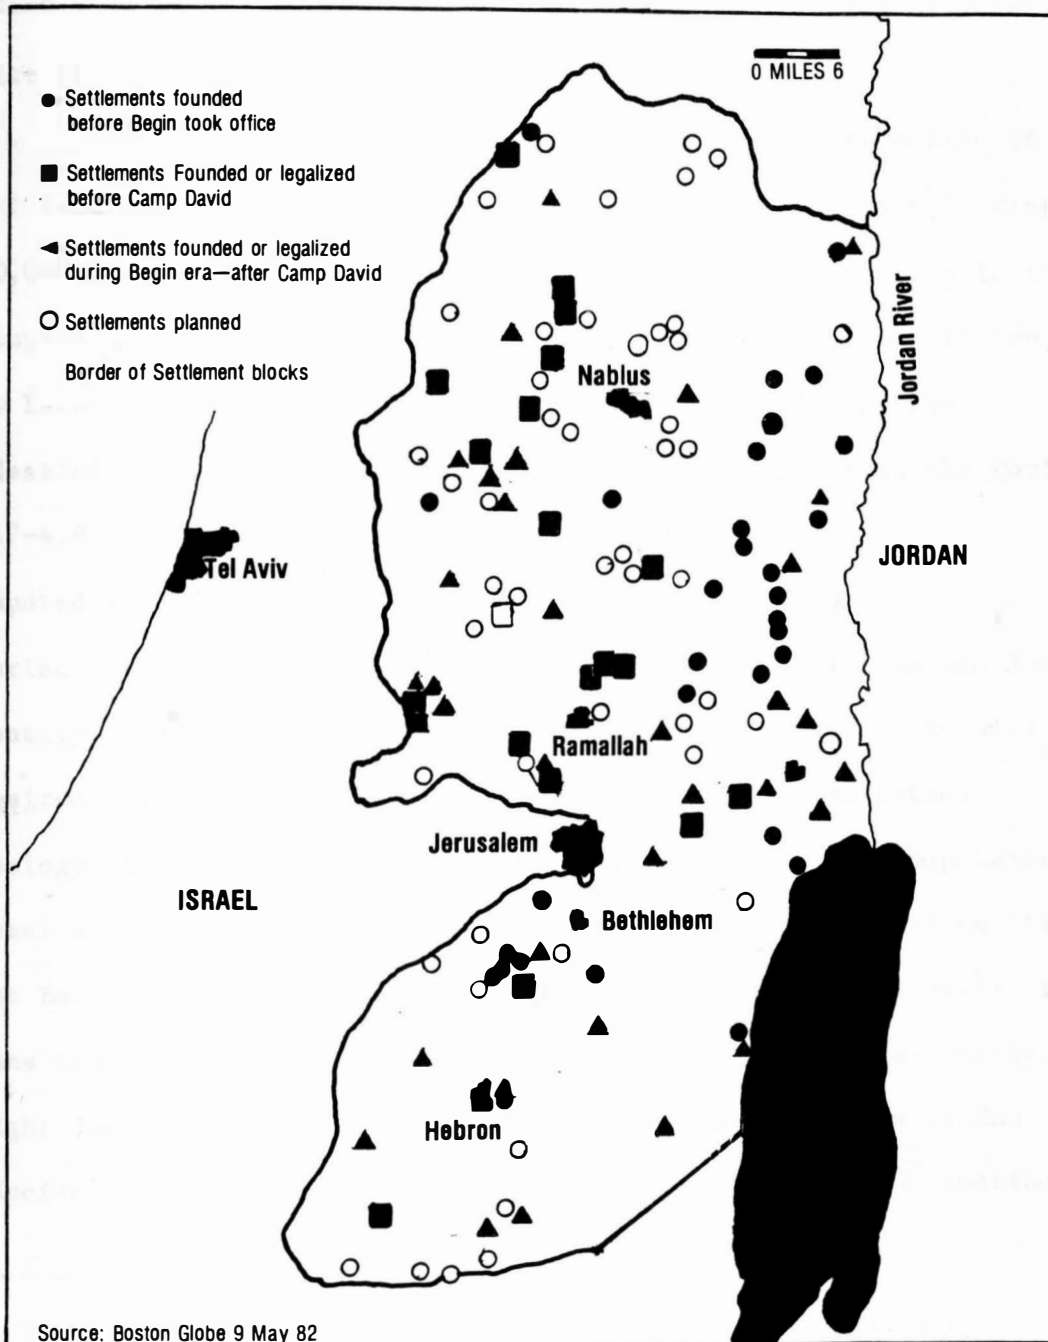 0 MILES 6
Settlements founded
before Begin took office
Settlements Founded or legalized
before Camp David
Settlements founded or legalized
during Begin era—after Camp David
Settlements planned
Border of Settlement blocks
Jordan River
Nablus
Tel Aviv
JORDAN
Ramallah
Jerusalem
ISRAEL
Bethlehem
Hebron
Source: Boston Globe 9 May 82